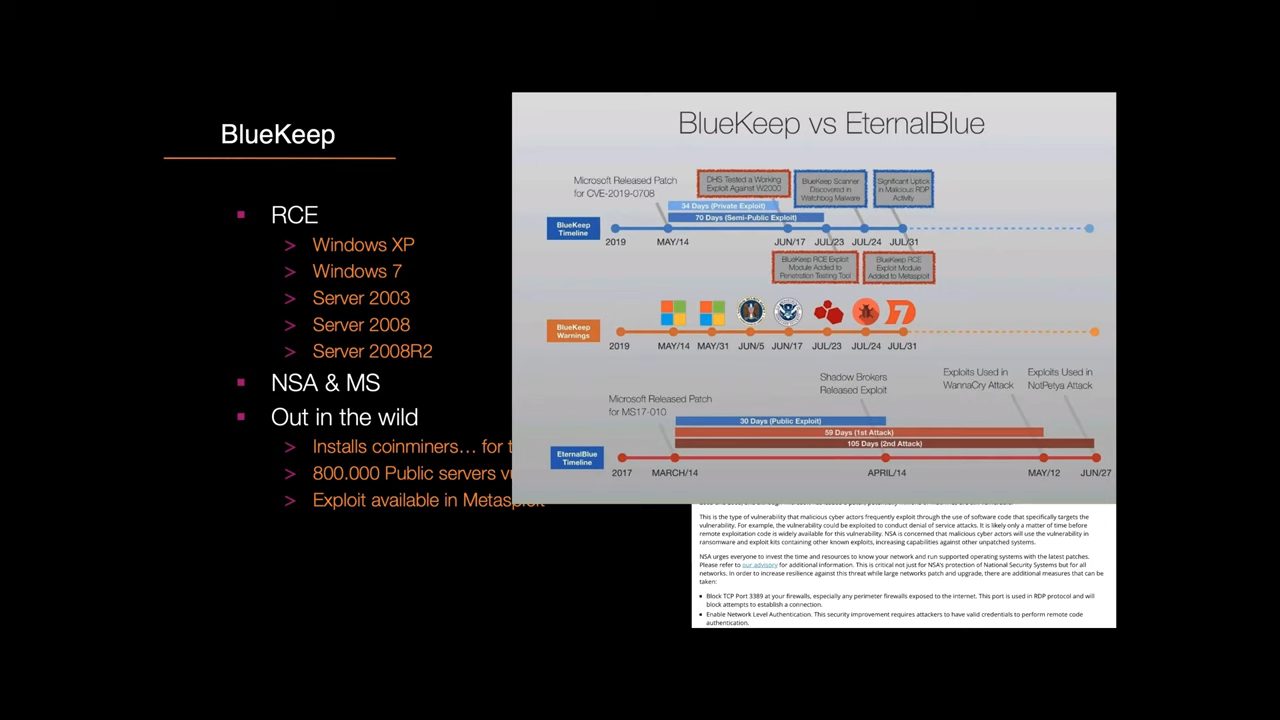 BlueKeep
RCE
> Windows XP
> Windows 7
> Server 2003
> Server 2008
> Server 2008R2
NSA & MS
Out in the wild
> Installs coinminers… for
> 800.000 Public servers
> Exploit available in Metasploit
BlueKeep vs EternalBlue
Microsoft Released Patch
for CVE-2019-0708
DHS Tested a Working
Exploit Against W2000
BlueKeep Scanner
Discovered in
Watchbog Malware
Significant Uptick
in Malicious RDP
Activity
34 Days (Private Exploit)
70 Days (Semi-Public Exploit)
BlueKeep
Timeline
2019 MAY/14 JUN/17 JUL/23 JUL/24 JUL/31
BlueKeep RCE Exploit
Module Added to
Penetration Testing Tool
BlueKeep RCE
Exploit Module
Added to Metasploit
BlueKeep
Warnings
2019 MAY/14 MAY/31 JUN/5 JUN/17 JUL/23 JUL/24 JUL/31
Microsoft Released Patch
for MS17-010
Shadow Brokers
Released Exploit
Exploits Used in
WannaCry Attack
Exploits Used in
NotPetya Attack
30 Days (Public Exploit)
59 Days (1st Attack)
105 Days (2nd Attack)
EternalBlue
Timeline
2017 MARCH/14 APRIL/14 MAY/12 JUN/27
This is the type of vulnerability that malicious cyber actors frequently exploit through the use of software code that specifically targets the
vulnerability. For example, the vulnerability could be exploited to conduct denial of service attacks. It is likely only a matter of time before
remote exploitation code is widely available for this vulnerability. NSA is concerned that malicious cyber actors will use the vulnerability in
ransomware and exploit kits containing other known exploits, increasing capabilities against other unpatched systems.
NSA urges everyone to invest the time and resources to know your network and run supported operating systems with the latest patches.
Please refer to our advisory for additional information. This is critical not just for NSA's protection of National Security Systems but for all
networks. In order to increase resilience against this threat while large networks patch and upgrade, there are additional measures that can be
taken:
• Block TCP Port 3389 at your firewalls, especially any perimeter firewalls exposed to the internet. This port is used in RDP protocol and will
block attempts to establish a connection.
• Enable Network Level Authentication. This security improvement requires attackers to have valid credentials to perform remote code
authentication.